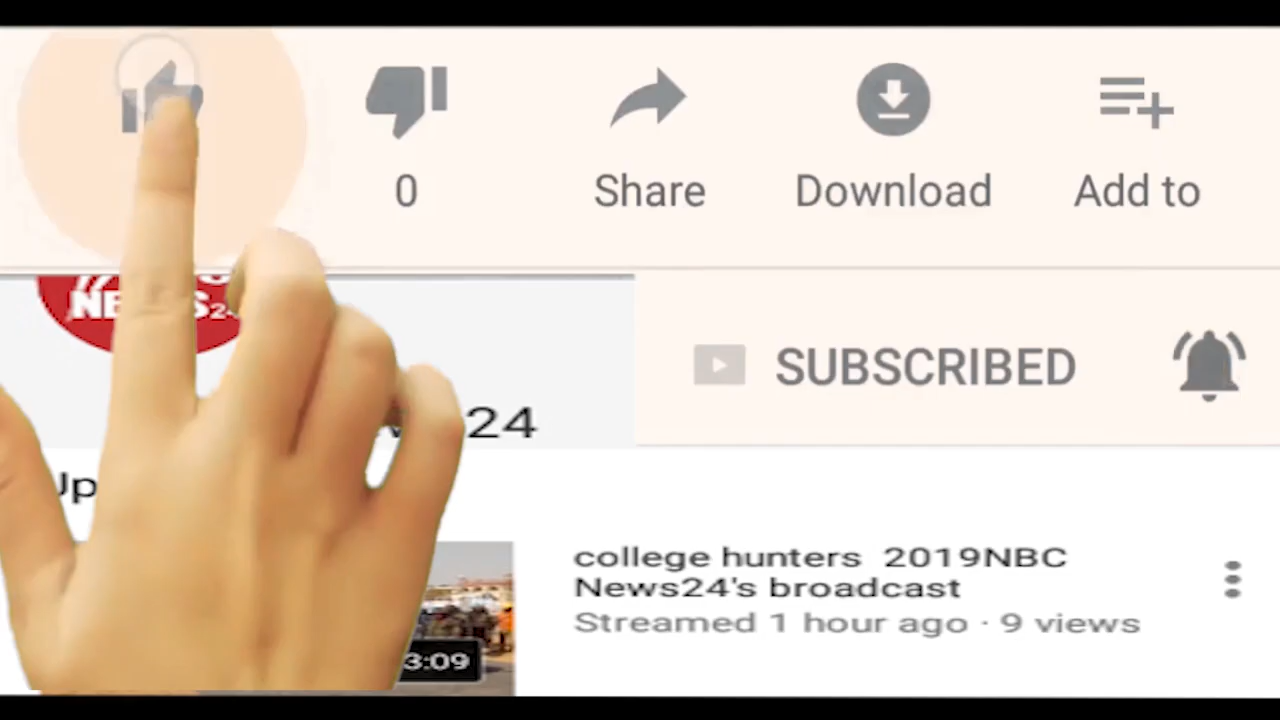 0 Share Download Add to
SUBSCRIBED
24
Up
college hunters 2019NBC
News24's broadcast
Streamed 1 hour ago · 9 views
3:09